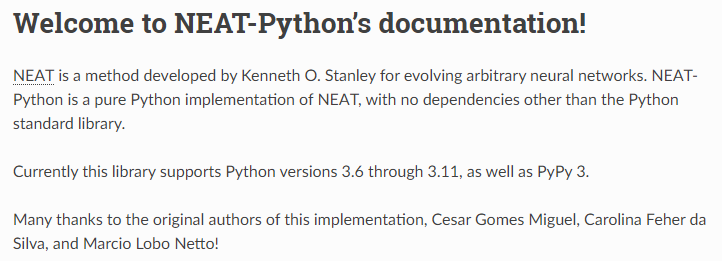 Welcome to NEAT-Python’s documentation!
NEAT is a method developed by Kenneth O. Stanley for evolving arbitrary neural networks. NEAT-
Python is a pure Python implementation of NEAT, with no dependencies other than the Python
standard library.
Currently this library supports Python versions 3.6 through 3.11, as well as PyPy 3.
Many thanks to the original authors of this implementation, Cesar Gomes Miguel, Carolina Feher da
Silva, and Marcio Lobo Netto!